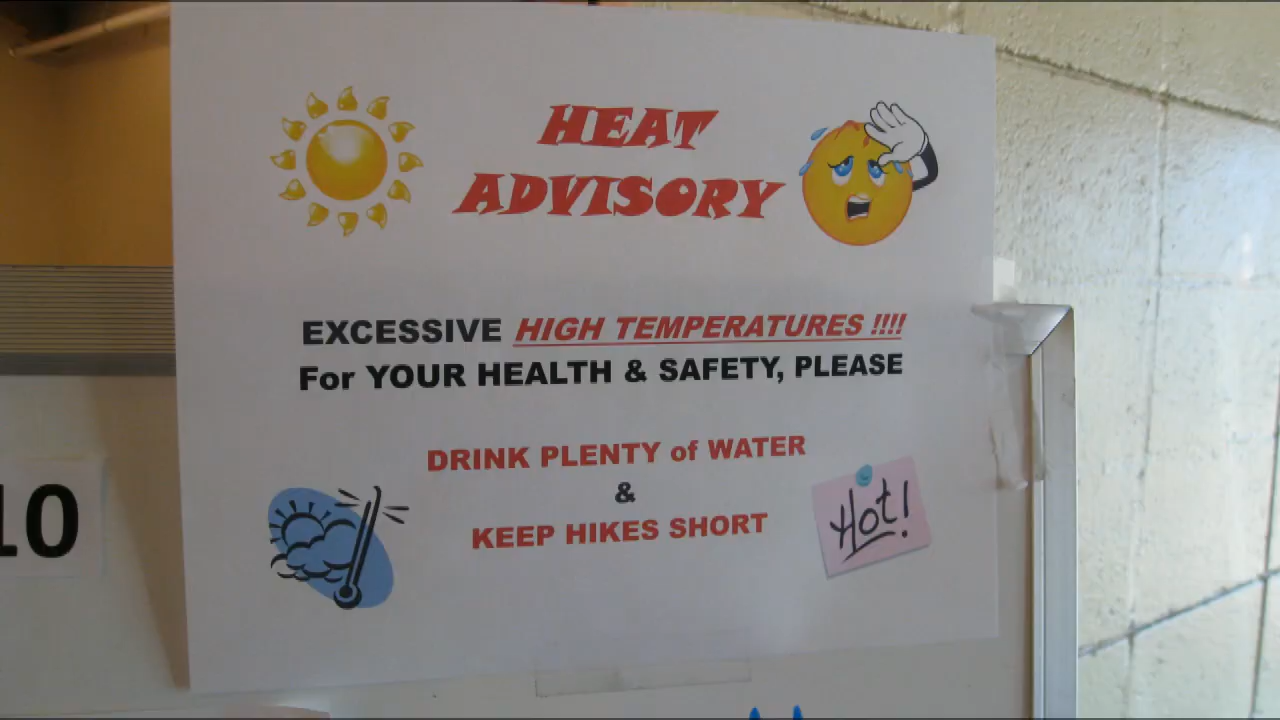 HEAT
ADVISORY
EXCESSIVE HIGH TEMPERATURES !!!!
For YOUR HEALTH & SAFETY, PLEASE
DRINK PLENTY of WATER
&
KEEP HIKES SHORT
Hot!
10